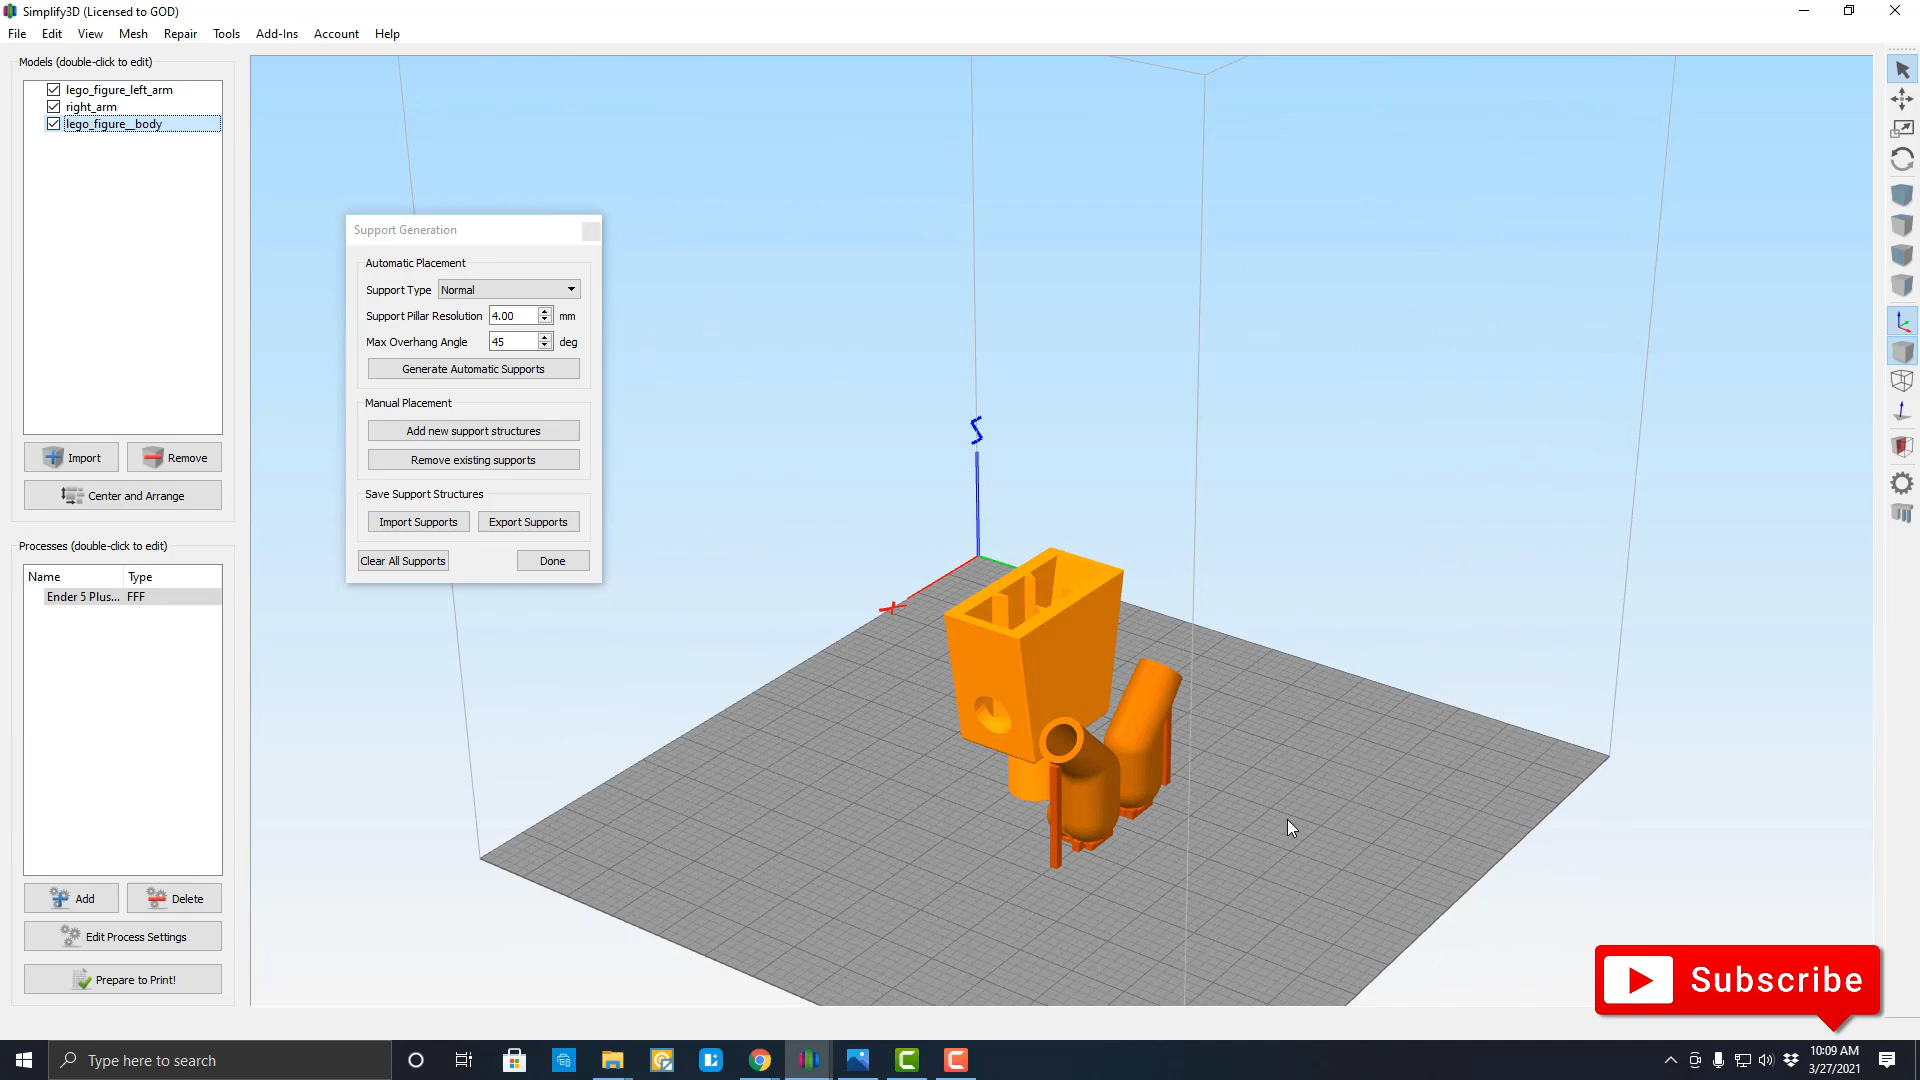 Simplify3D (Licensed to GOD)
File Edit View Mesh Repair Tools Add-Ins Account Help
Models (double-click to edit)
lego_figure_left_arm
right_arm
lego_figure__body
Import Remove
Center and Arrange
Processes (double-click to edit)
Name Type
Ender 5 Plus... FFF
Add Delete
Edit Process Settings
Prepare to Print!
Support Generation
Automatic Placement
Support Type Normal
Support Pillar Resolution 4.00 mm
Max Overhang Angle 45 deg
Generate Automatic Supports
Manual Placement
Add new support structures
Remove existing supports
Save Support Structures
Import Supports Export Supports
Clear All Supports Done
Subscribe
Type here to search
10:09 AM
3/27/2021